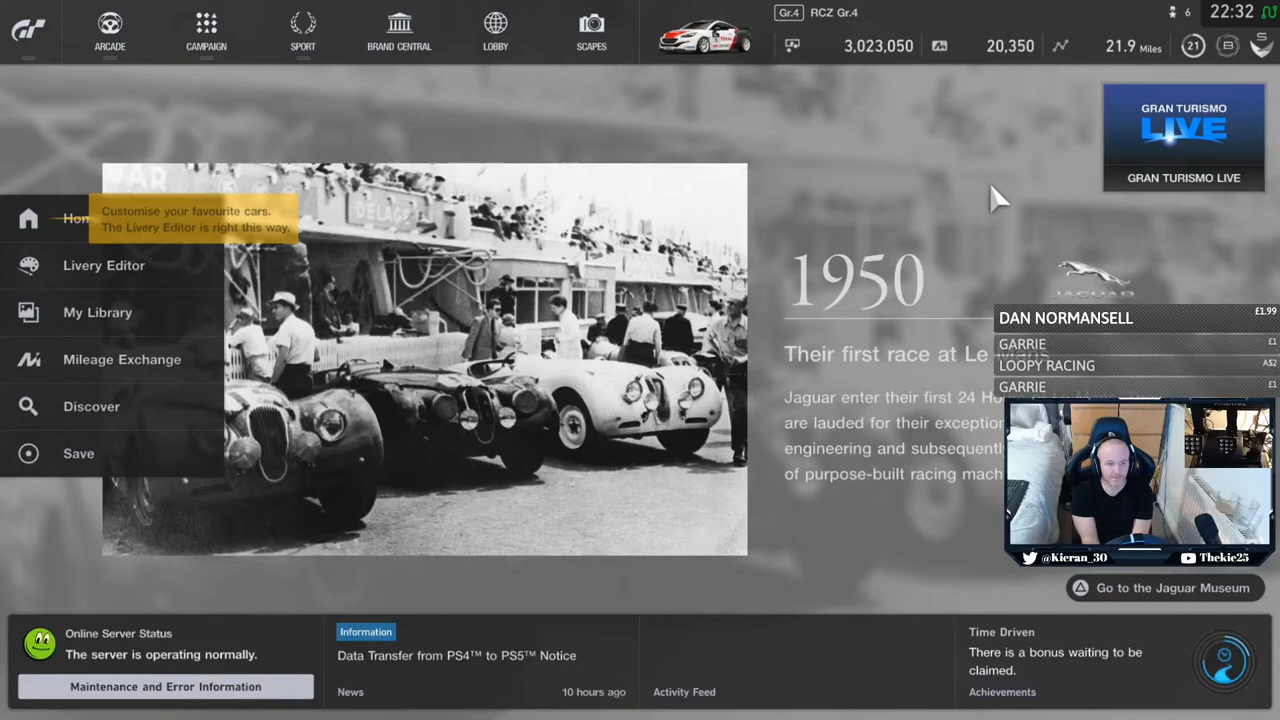 GT
ARCADE
CAMPAIGN
SPORT
BRAND CENTRAL
LOBBY
SCAPES
Gr.4 RCZ Gr.4
6
22:32
3,023,050
20,350
21.9 Miles
21
B
S
GRAN TURISMO
LIVE
GRAN TURISMO LIVE
DELAGE
Customise your favourite cars.
The Livery Editor is right this way.
Livery Editor
My Library
Mileage Exchange
Discover
Save
1950
JAGUAR
Their first race at Le Mans
Jaguar enter their first 24
are lauded for their
engineering and
of purpose-built racing
DAN NORMANSELL £1.99
GARRIE £1
LOOPY RACING A$2
GARRIE £1
@Kieran_30
Thekie25
Go to the Jaguar Museum
Online Server Status
The server is operating normally.
Maintenance and Error Information
Information
Data Transfer from PS4™ to PS5™ Notice
News
10 hours ago
Activity Feed
Time Driven
There is a bonus waiting to be
claimed.
Achievements